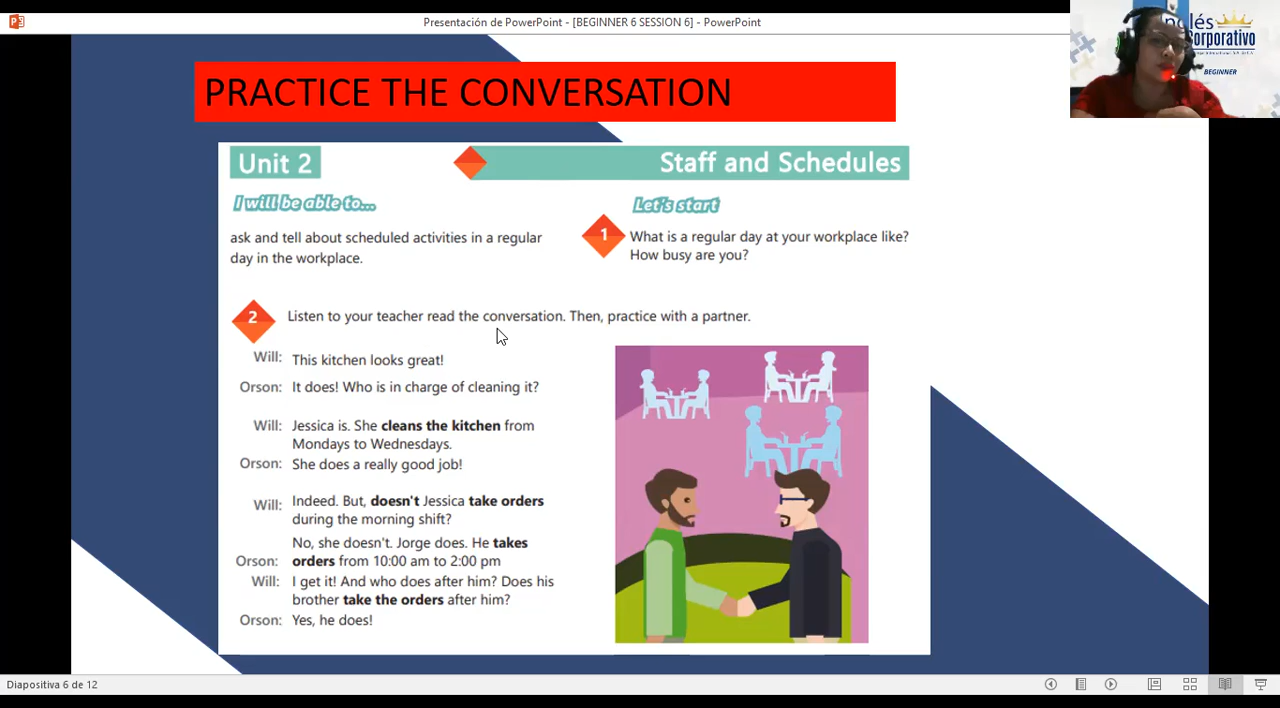 Presentación de PowerPoint - [BEGINNER 6 SESSION 6] - PowerPoint
BEGINNER
PRACTICE THE CONVERSATION
Unit 2
Staff and Schedules
I will be able to...
ask and tell about scheduled activities in a regular
day in the workplace.
Let's start
1
What is a regular day at your workplace like?
How busy are you?
2
Listen to your teacher read the conversation. Then, practice with a partner.
Will: This kitchen looks great!
Orson: It does! Who is in charge of cleaning it?
Will: Jessica is. She cleans the kitchen from
Mondays to Wednesdays.
Orson: She does a really good job!
Will: Indeed. But, doesn't Jessica take orders
during the morning shift?
No, she doesn't. Jorge does. He takes
Orson: orders from 10:00 am to 2:00 pm
Will: I get it! And who does after him? Does his
brother take the orders after him?
Orson: Yes, he does!
Diapositiva 6 de 12